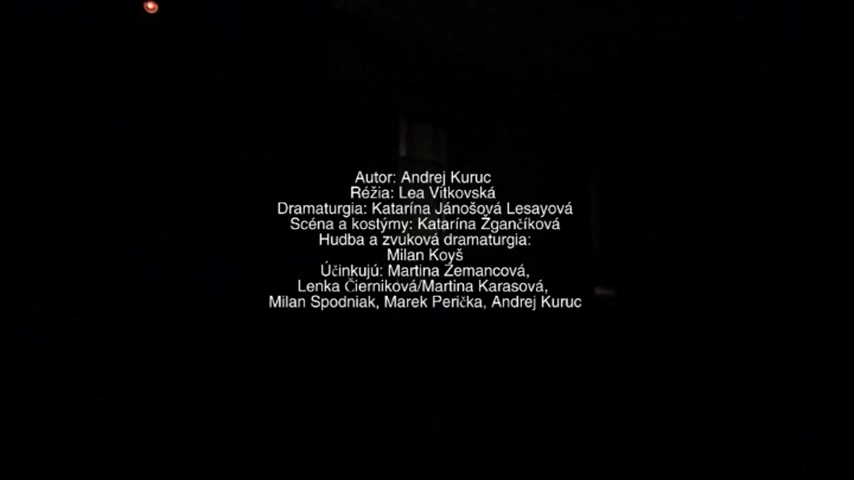 Autor: Andrej Kuruc
Réžia: Lea Vitkovská
Dramaturgia: Katarína Jánošová Lesayová
Scéna a kostýmy: Katarína Žgančíková
Hudba a zvuková dramaturgia:
Milan Koyš
Účinkujú: Martina Zemancová,
Lenka Čierniková/Martina Karasová,
Milan Spodniak, Marek Perička, Andrej Kuruc